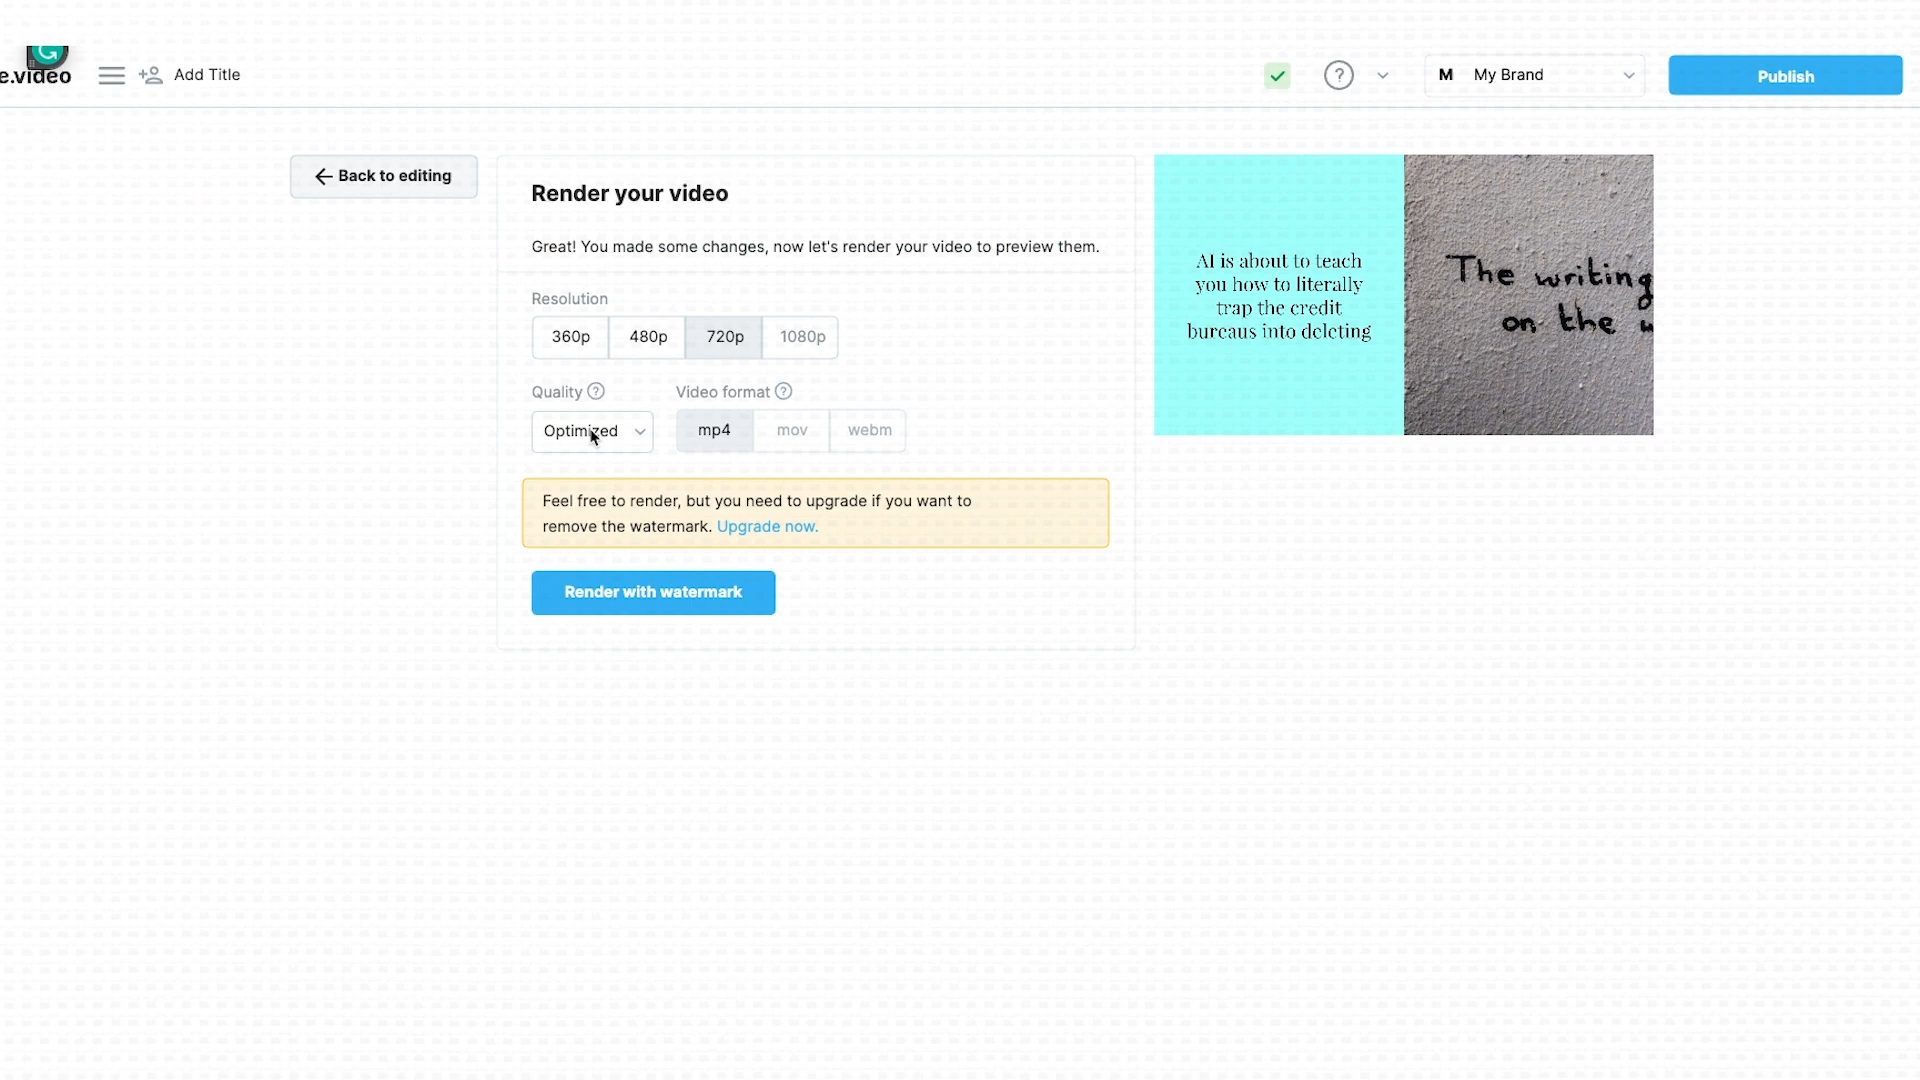 e.video
Add Title
M My Brand
Publish
Back to editing
Render your video
Great! You made some changes, now let's render your video to preview them.
Resolution
360p 480p 720p 1080p
Quality ? Video format ?
Optimized mp4 mov webm
Feel free to render, but you need to upgrade if you want to
remove the watermark. Upgrade now.
Render with watermark
AI is about to teach
you how to literally
trap the credit
bureaus into deleting
The writing
on the